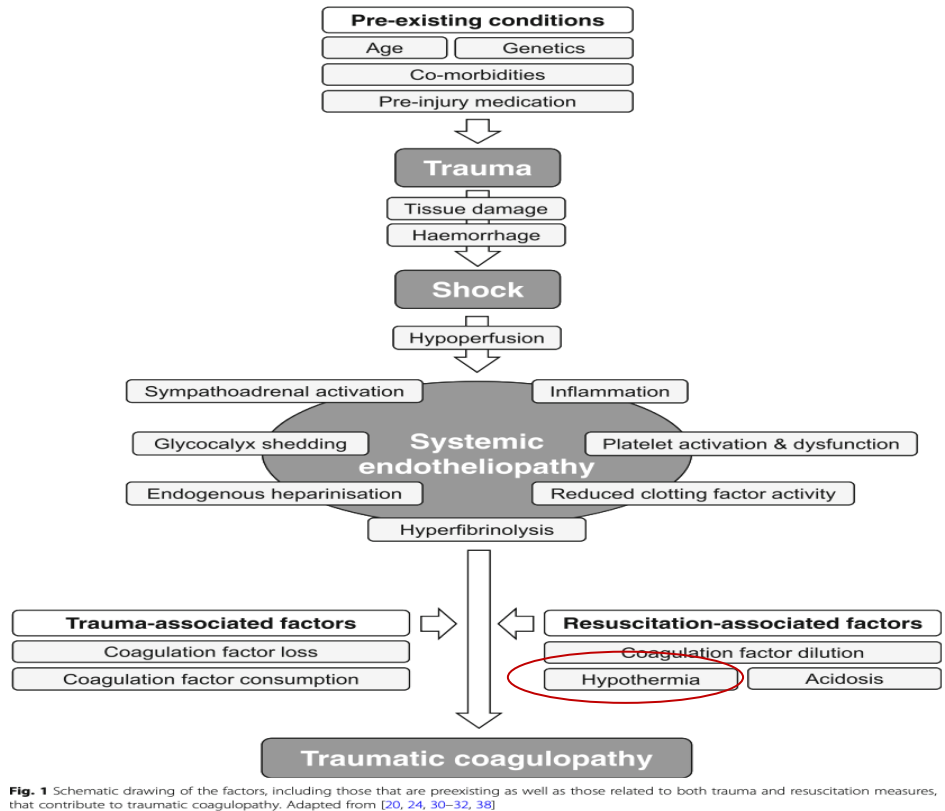 Pre-existing conditions
Age
Genetics
Co-morbidities
Pre-injury medication
Trauma
Tissue damage
Haemorrhage
Shock
Hypoperfusion
Sympathoadrenal activation
Inflammation
Glycocalyx shedding
Systemic
endotheliopathy
Platelet activation & dysfunction
Endogenous heparinisation
Reduced clotting factor activity
Hyperfibrinolysis
Trauma-associated factors
Coagulation factor loss
Coagulation factor consumption
Resuscitation-associated factors
Coagulation factor dilution
Hypothermia
Acidosis
Traumatic coagulopathy
Fig. 1 Schematic drawing of the factors, including those that are preexisting as well as those related to both trauma and resuscitation measures,
that contribute to traumatic coagulopathy. Adapted from [20, 24, 30–32, 38]